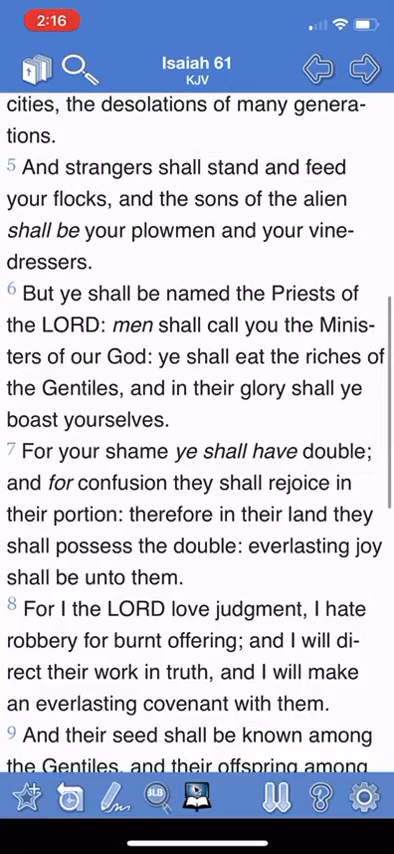 2:16
Isaiah 61
KJV
cities, the desolations of many genera-
tions.
5 And strangers shall stand and feed
your flocks, and the sons of the alien
shall be your plowmen and your vine-
dressers.
6 But ye shall be named the Priests of
the LORD: men shall call you the Minis-
ters of our God: ye shall eat the riches of
the Gentiles, and in their glory shall ye
boast yourselves.
7 For your shame ye shall have double;
and for confusion they shall rejoice in
their portion: therefore in their land they
shall possess the double: everlasting joy
shall be unto them.
8 For I the LORD love judgment, I hate
robbery for burnt offering; and I will di-
rect their work in truth, and I will make
an everlasting covenant with them.
9 And their seed shall be known among
the Gentiles, and their offspring among
BLB